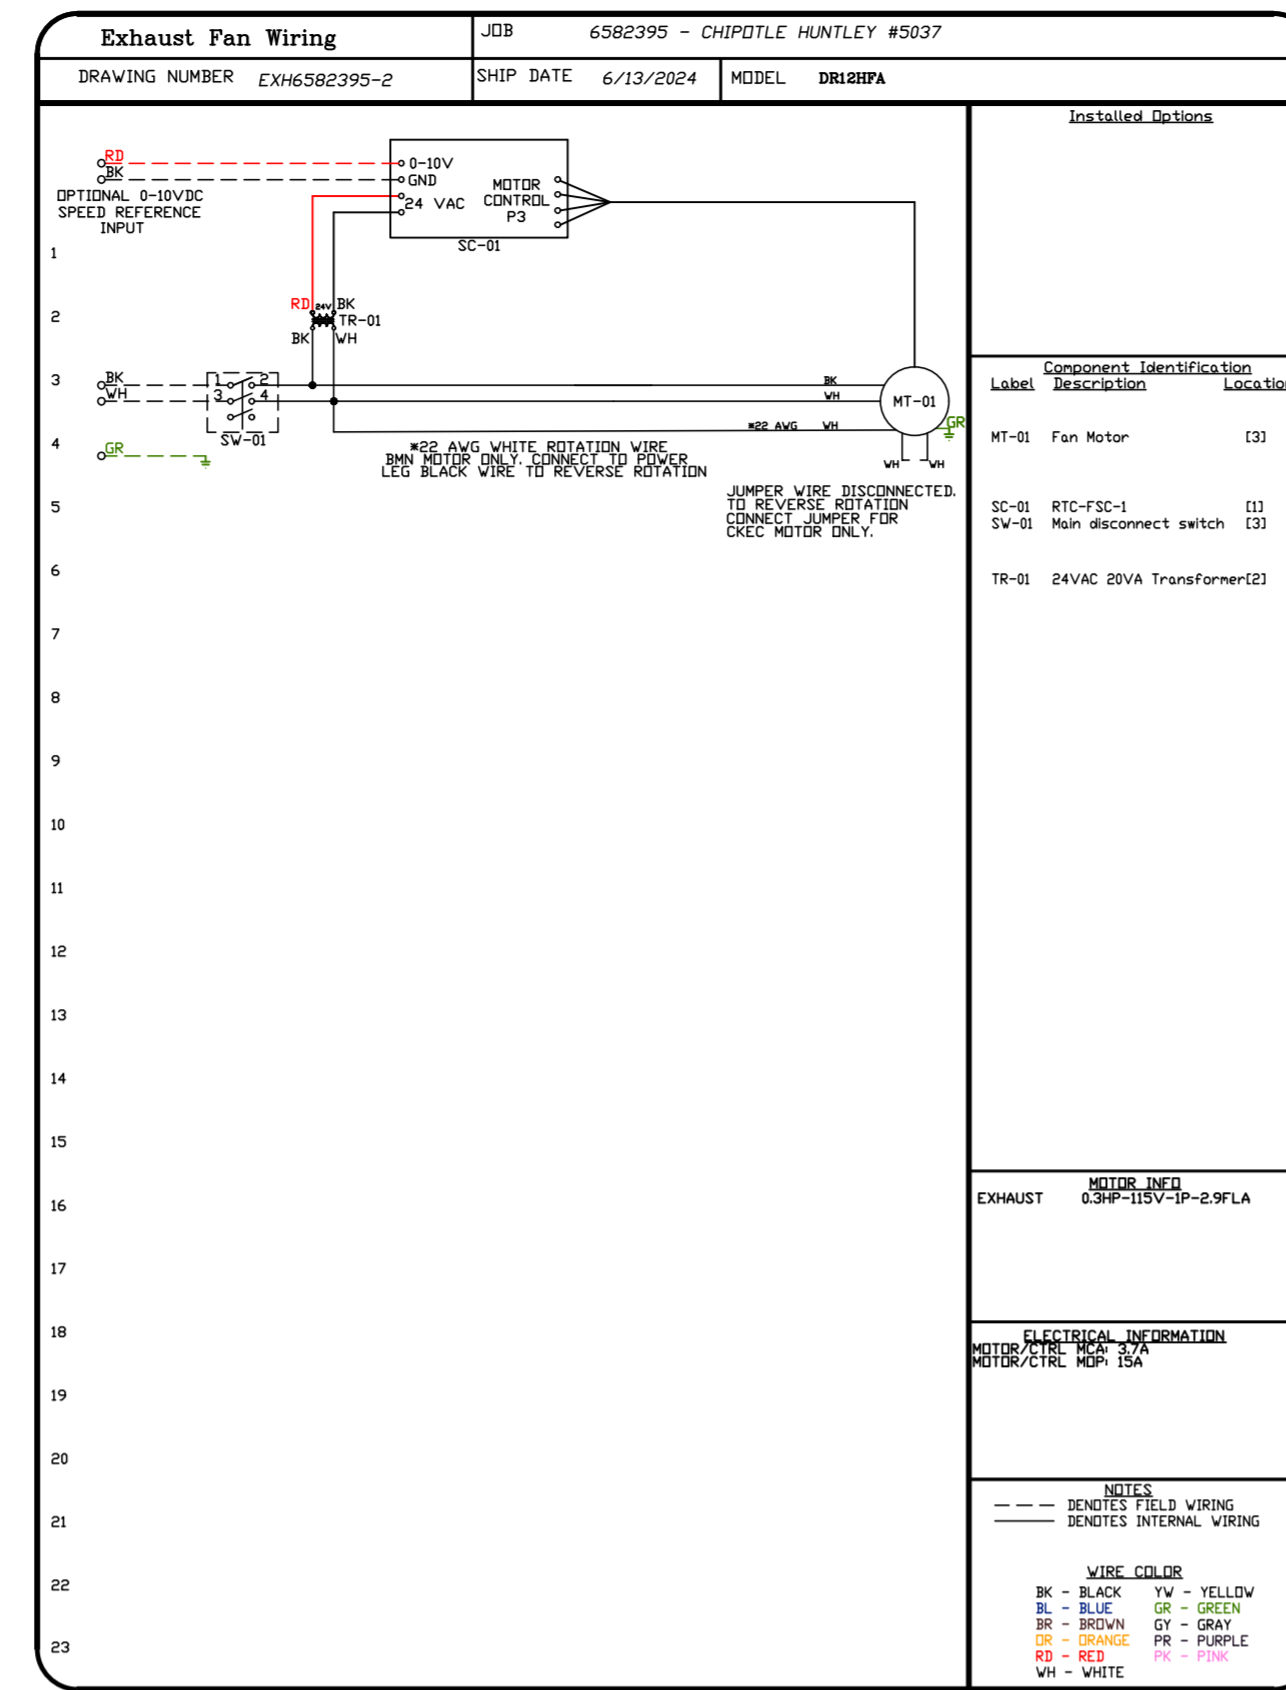 Exhaust Fan Wiring
JOB 6582395 - CHIPOTLE HUNTLEY #5037
DRAWING NUMBER EXH6582395-2
SHIP DATE 6/13/2024
MODEL DR12HFA
RD
BK
OPTIONAL 0-10VDC
SPEED REFERENCE
INPUT
0-10V
GND
24 VAC
MOTOR
CONTROL
P3
SC-01
RD 24V BK
TR-01
BK WH
BK
WH
1 2
3 4
SW-01
GR
BK
WH
*22 AWG WH
MT-01
GR
WH WH
*22 AWG WHITE ROTATION WIRE
BMN MOTOR ONLY. CONNECT TO POWER
LEG BLACK WIRE TO REVERSE ROTATION
JUMPER WIRE DISCONNECTED.
TO REVERSE ROTATION
CONNECT JUMPER FOR
CKEC MOTOR ONLY.
1
2
3
4
5
6
7
8
9
10
11
12
13
14
15
16
17
18
19
20
21
22
23
Installed Options
Component Identification
Label Description Location
MT-01 Fan Motor [3]
SC-01 RTC-FSC-1 [1]
SW-01 Main disconnect switch [3]
TR-01 24VAC 20VA Transformer[2]
MOTOR INFO
EXHAUST 0.3HP-115V-1P-2.9FLA
ELECTRICAL INFORMATION
MOTOR/CTRL MCA: 3.7A
MOTOR/CTRL MOP: 15A
NOTES
DENOTES FIELD WIRING
DENOTES INTERNAL WIRING
WIRE COLOR
BK - BLACK YW - YELLOW
BL - BLUE GR - GREEN
BR - BROWN GY - GRAY
OR - ORANGE PR - PURPLE
RD - RED PK - PINK
WH - WHITE